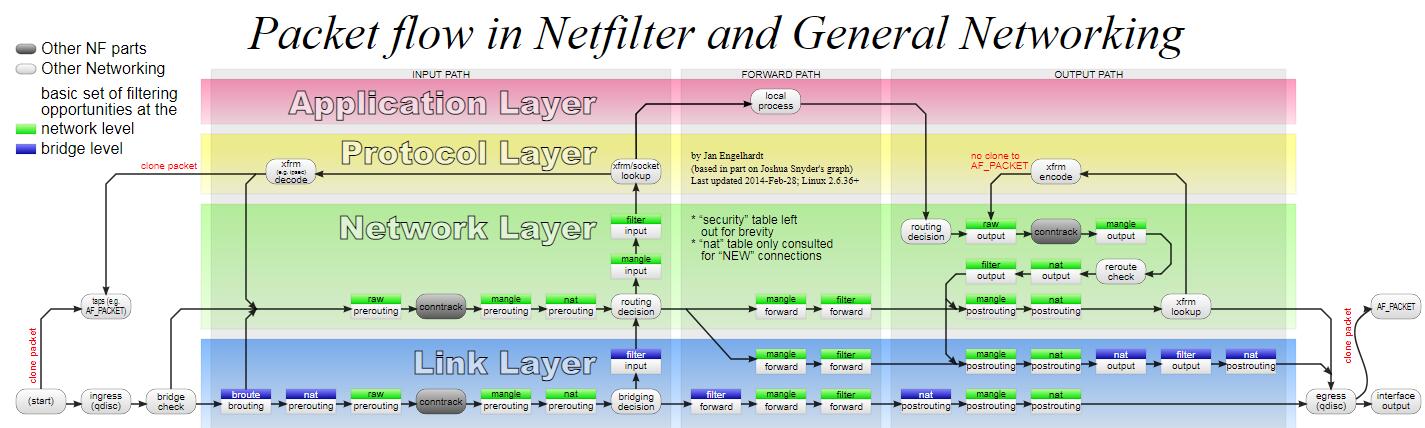 Packet flow in Netfilter and General Networking
Other NF parts
Other Networking
basic set of filtering
opportunities at the
network level
bridge level
INPUT PATH
FORWARD PATH
OUTPUT PATH
Application Layer
local
process
Protocol Layer
clone packet
xfrm
(e.g. ipsec)
decode
xfrm/socket
lookup
by Jan Engelhardt
(based in part on Joshua Snyder's graph)
Last updated 2014-Feb-28; Linux 2.6.36+
no clone to
AF_PACKET
xfrm
encode
Network Layer
filter
input
mangle
input
* “security” table left
out for brevity
* “nat” table only consulted
for “NEW” connections
routing
decision
raw
output
conntrack
mangle
output
filter
output
nat
output
reroute
check
taps (e.g.
AF_PACKET)
raw
prerouting
conntrack
mangle
prerouting
nat
prerouting
routing
decision
mangle
forward
filter
forward
mangle
postrouting
nat
postrouting
xfrm
lookup
AF_PACKET
clone packet
clone packet
Link Layer
filter
input
mangle
forward
filter
forward
mangle
postrouting
nat
postrouting
nat
output
filter
output
nat
postrouting
(start)
ingress
(qdisc)
bridge
check
broute
brouting
nat
prerouting
raw
prerouting
conntrack
mangle
prerouting
nat
prerouting
bridging
decision
filter
forward
mangle
forward
filter
forward
nat
postrouting
mangle
postrouting
nat
postrouting
egress
(qdisc)
interface
output